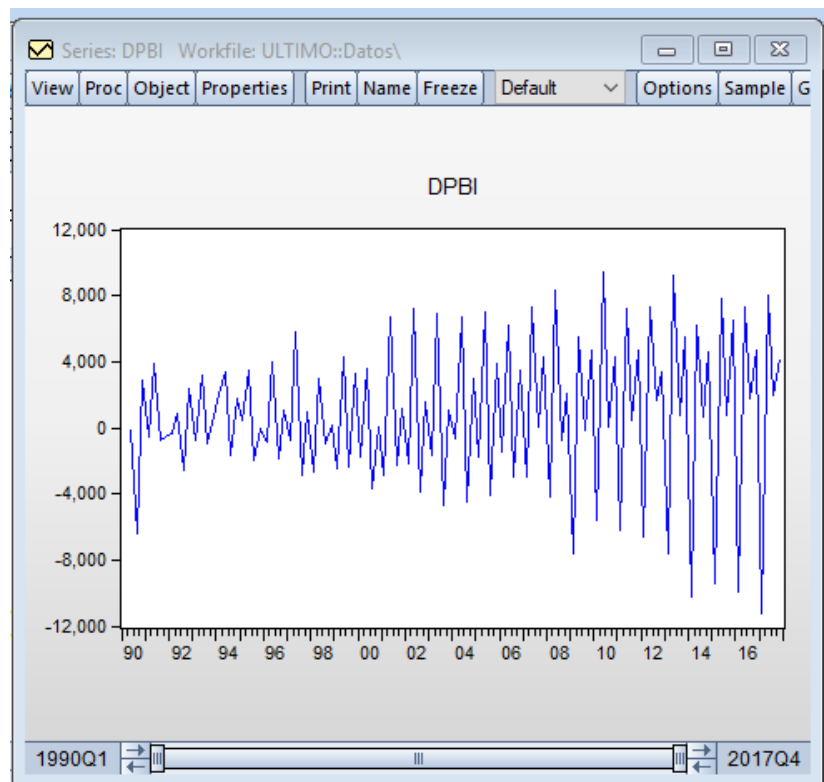 Series: DPBI Workfile: ULTIMO::Datos\
View Proc Object Properties Print Name Freeze Default Options Sample G
DPBI
12,000
8,000
4,000
0
-4,000
-8,000
-12,000
90 92 94 96 98 00 02 04 06 08 10 12 14 16
1990Q1 2017Q4